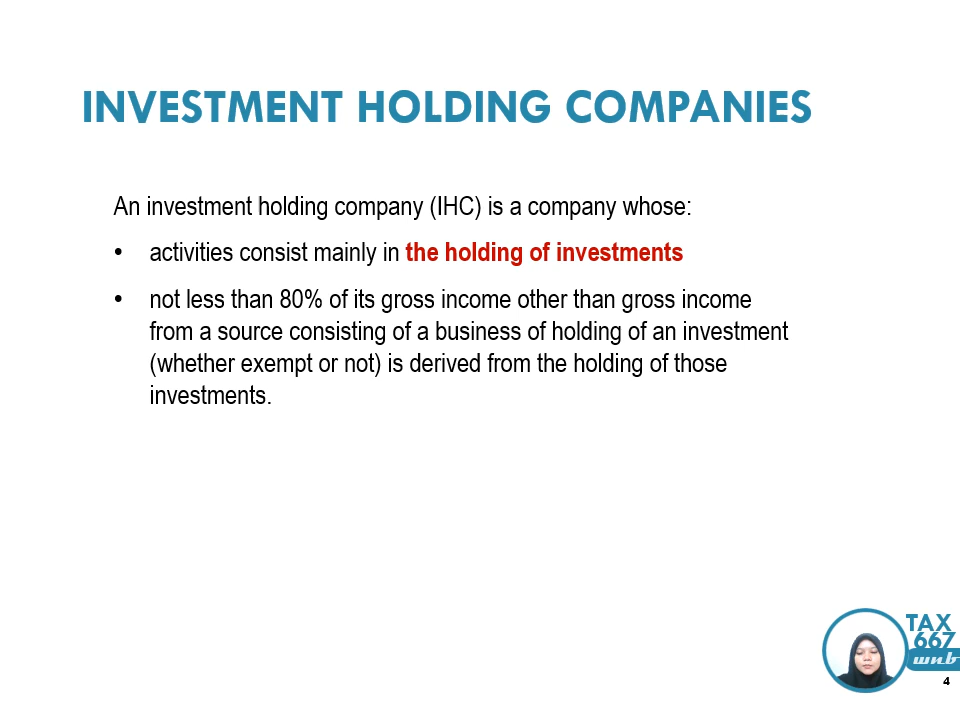 INVESTMENT HOLDING COMPANIES
An investment holding company (IHC) is a company whose:
• activities consist mainly in the holding of investments
• not less than 80% of its gross income other than gross income
from a source consisting of a business of holding of an investment
(whether exempt or not) is derived from the holding of those
investments.
TAX
667
wnb
4